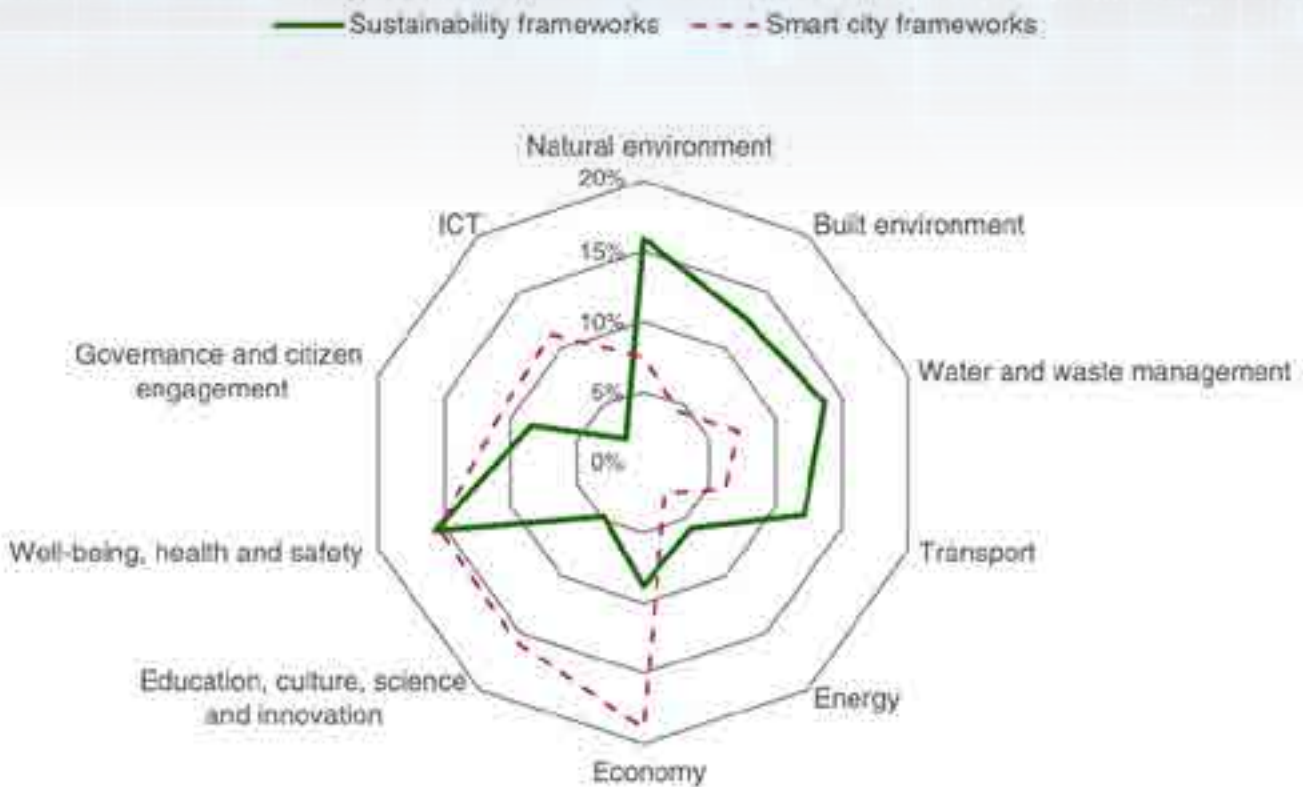 Sustainability frameworks Smart city frameworks
Natural environment
20%
ICT
Built environment
15%
10%
Governance and citizen
engagement
Water and waste management
5%
0%
Well-being, health and safety
Transport
Education, culture, science
and innovation
Energy
Economy